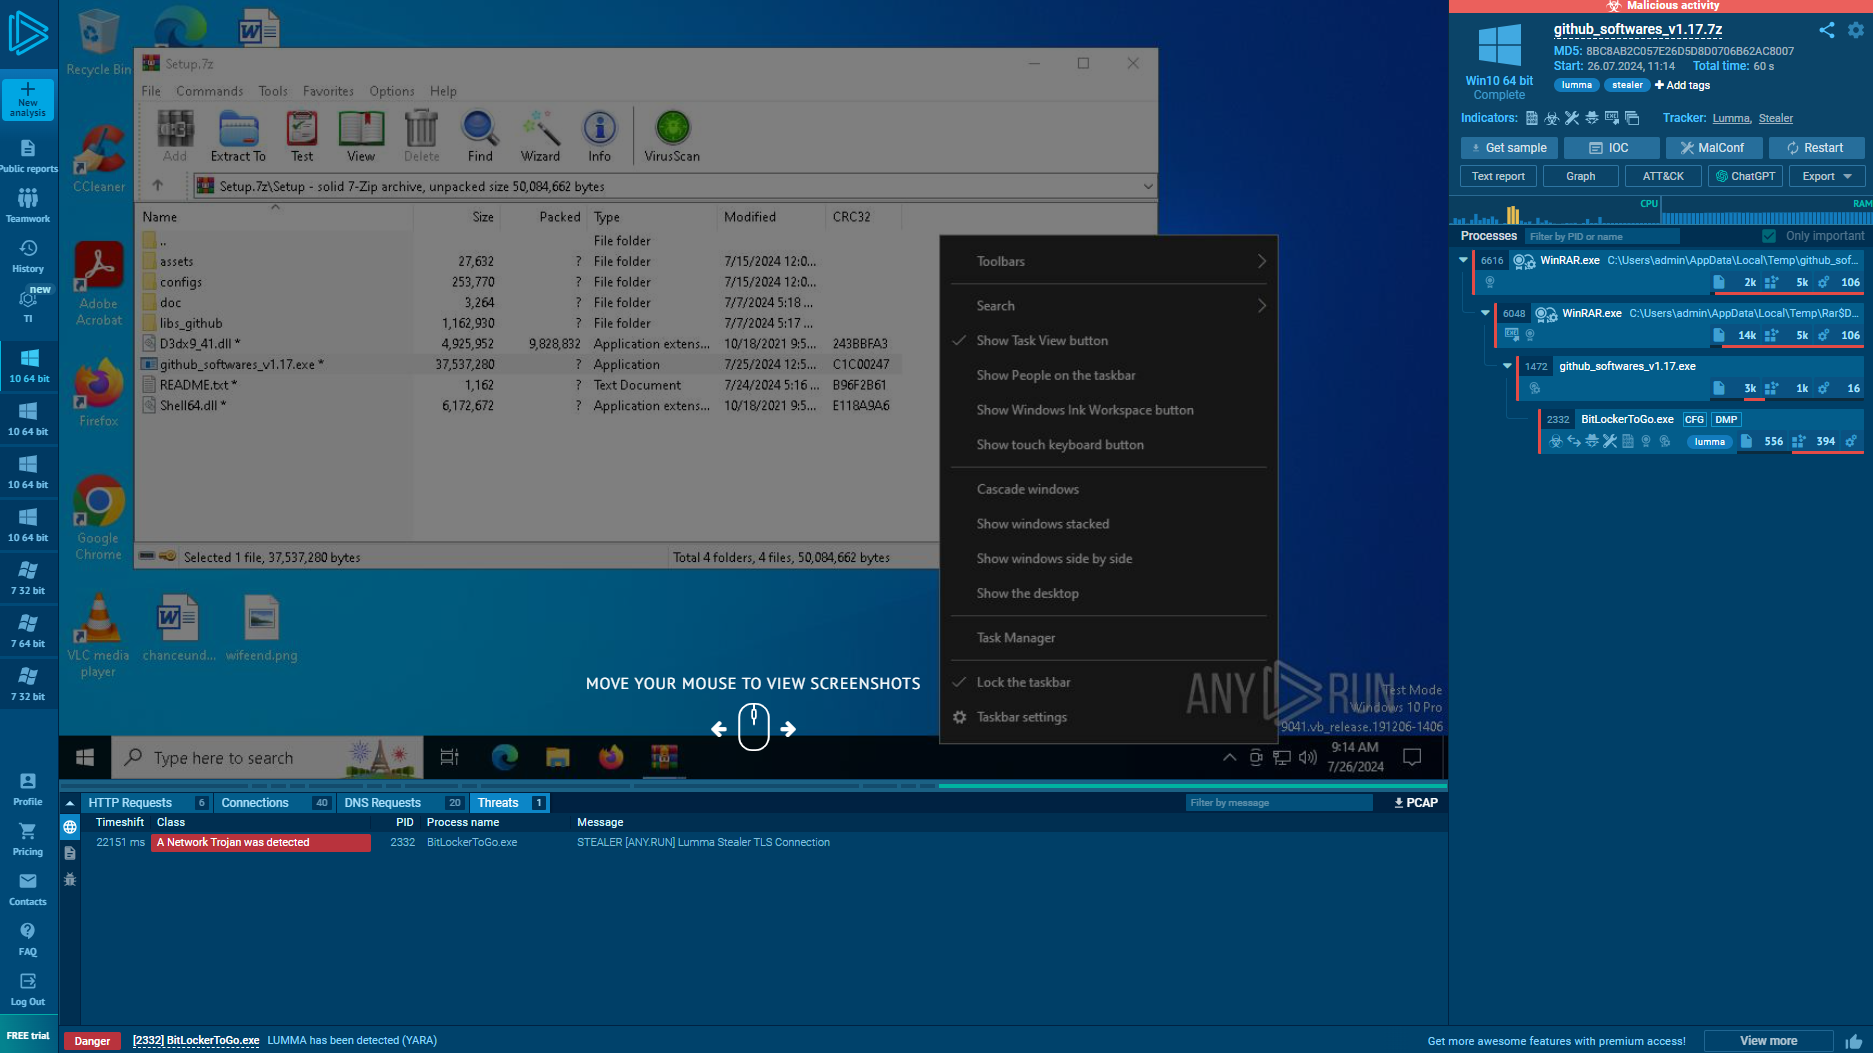 Malicious activity
New analysis
Public reports
Teamwork
History
new
TI
10 64 bit
10 64 bit
10 64 bit
10 64 bit
7 32 bit
7 64 bit
7 32 bit
Profile
Pricing
Contacts
FAQ
Log Out
FREE trial
Recycle Bin
CCleaner
Adobe Acrobat
Firefox
Google Chrome
VLC media player
chanceund...
wifeend.png
Setup.7z
File Commands Tools Favorites Options Help
Add Extract To Test View Delete Find Wizard Info VirusScan
Setup.7z\Setup - solid 7-Zip archive, unpacked size 50,084,662 bytes
Name Size Packed Type Modified CRC32
.. File folder
assets 27,632 ? File folder 7/15/2024 12:0...
configs 253,770 ? File folder 7/15/2024 12:0...
doc 3,264 ? File folder 7/7/2024 5:18 ...
libs_github 1,162,930 ? File folder 7/7/2024 5:17 ...
D3dx9_41.dll * 4,925,952 9,828,832 Application extens... 10/18/2021 9:5... 243BBFA3
github_softwares_v1.17.exe * 37,537,280 ? Application 7/25/2024 12:... C1C00247
README.txt * 1,162 ? Text Document 7/24/2024 5:16 ... B96F2B61
Shell64.dll * 6,172,672 ? Application extens... 10/18/2021 9:5... E118A9A6
Selected 1 file, 37,537,280 bytes
Total 4 folders, 4 files, 50,084,662 bytes
Toolbars
Search
Show Task View button
Show People on the taskbar
Show Windows Ink Workspace button
Show touch keyboard button
Cascade windows
Show windows stacked
Show windows side by side
Show the desktop
Task Manager
Lock the taskbar
Taskbar settings
MOVE YOUR MOUSE TO VIEW SCREENSHOTS
ANY RUN
Test Mode
Windows 10 Pro
9041.vb_release.191206-1406
Type here to search
9:14 AM
7/26/2024
HTTP Requests 6 Connections 40 DNS Requests 20 Threats 1
Filter by message
PCAP
Timeshift Class PID Process name Message
22151 ms A Network Trojan was detected 2332 BitLockerToGo.exe STEALER [ANY.RUN] Lumma Stealer TLS Connection
Danger [2332] BitLockerToGo.exe LUMMA has been detected (YARA)
Get more awesome features with premium access! View more
github_softwares_v1.17.7z
MD5: 8BC8AB2C057E26D5D8D0706B62AC8007
Start: 26.07.2024, 11:14 Total time: 60 s
Win10 64 bit
Complete
lumma stealer Add tags
Indicators: Tracker: Lumma, Stealer
Get sample IOC MalConf Restart
Text report Graph ATT&CK ChatGPT Export
CPU RAM
Processes Filter by PID or name Only important
6616 WinRAR.exe C:\Users\admin\AppData\Local\Temp\github_sof...
2k 5k 106
6048 WinRAR.exe C:\Users\admin\AppData\Local\Temp\Rar$D...
14k 5k 106
1472 github_softwares_v1.17.exe
3k 1k 16
2332 BitLockerToGo.exe CFG DMP
lumma 556 394